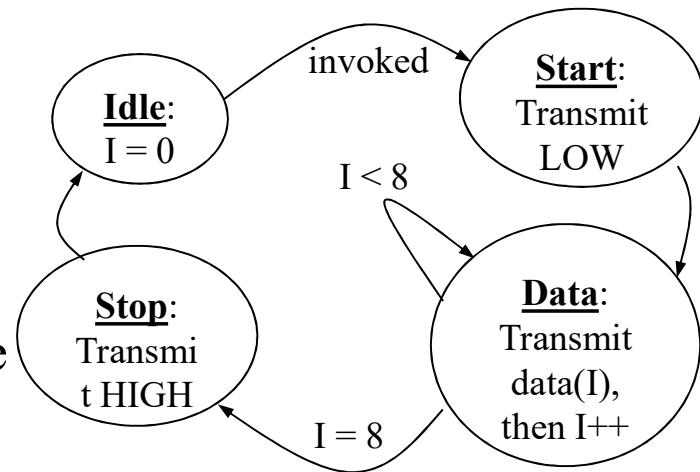 invoked
Idle:
I = 0
Start:
Transmit
LOW
I < 8
Data:
Transmit
data(I),
then I++
Stop:
Transmi
t HIGH
I = 8
e